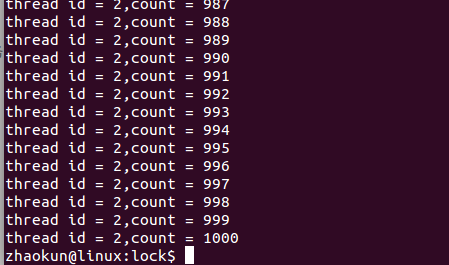 thread id = 2,count = 987
thread id = 2,count = 988
thread id = 2,count = 989
thread id = 2,count = 990
thread id = 2,count = 991
thread id = 2,count = 992
thread id = 2,count = 993
thread id = 2,count = 994
thread id = 2,count = 995
thread id = 2,count = 996
thread id = 2,count = 997
thread id = 2,count = 998
thread id = 2,count = 999
thread id = 2,count = 1000
zhaokun@linux:lock$